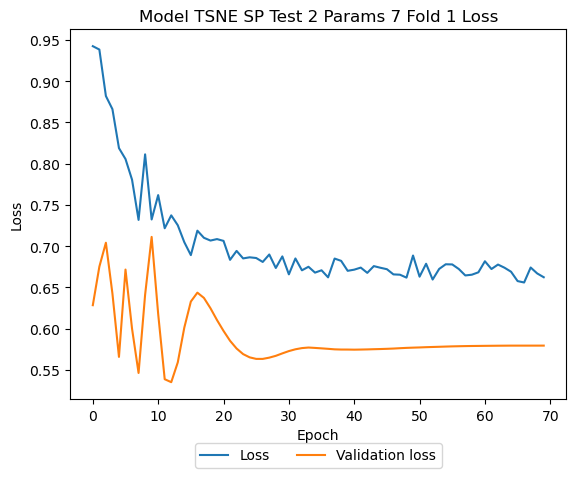 Model TSNE SP Test 2 Params 7 Fold 1 Loss
0.95
0.90
0.85
0.80
0.75
0.70
0.65
0.60
0.55
Loss
0 10 20 30 40 50 60 70
Epoch
Loss Validation loss